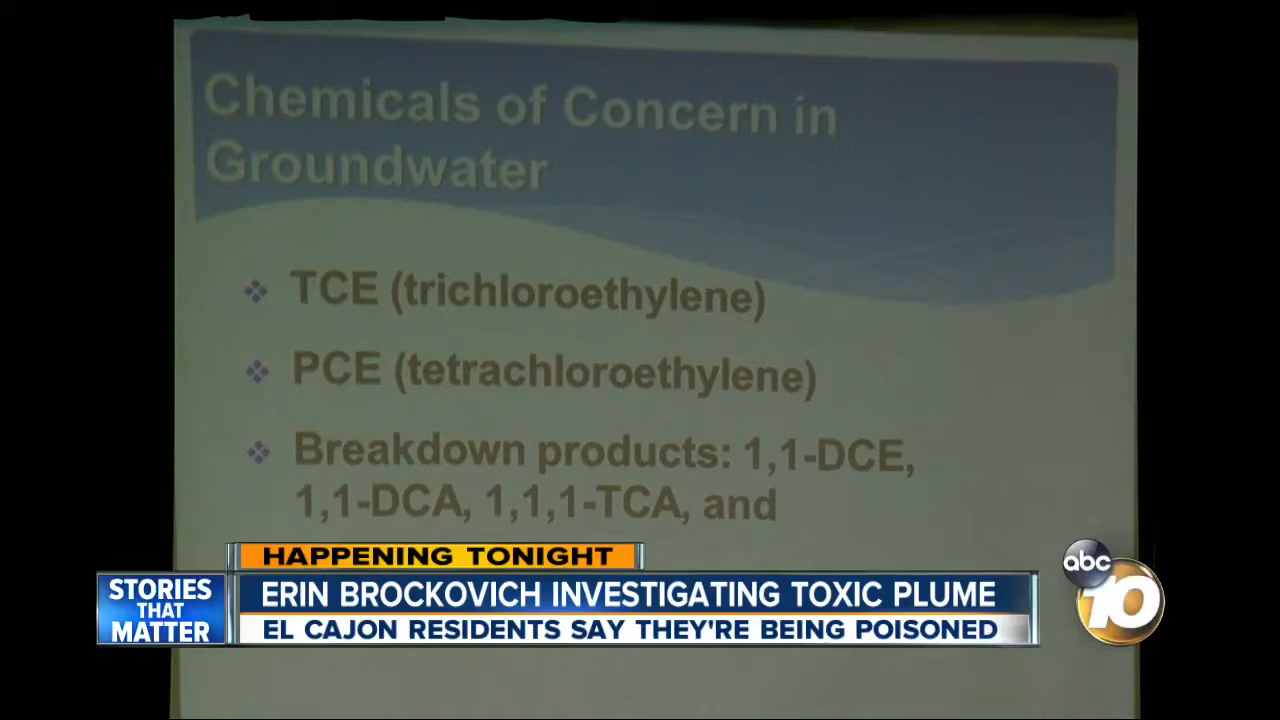 Chemicals of Concern in
Groundwater
TCE (trichloroethylene)
PCE (tetrachloroethylene)
Breakdown products: 1,1-DCE,
1,1-DCA, 1,1,1-TCA, and
HAPPENING TONIGHT
STORIES
THAT
MATTER
ERIN BROCKOVICH INVESTIGATING TOXIC PLUME
EL CAJON RESIDENTS SAY THEY'RE BEING POISONED
abc
10